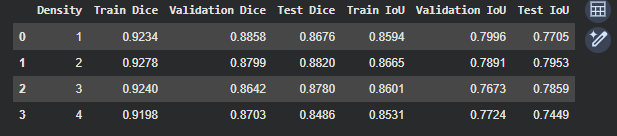 Density Train Dice Validation Dice Test Dice Train IoU Validation IoU Test IoU
0 1 0.9234 0.8858 0.8676 0.8594 0.7996 0.7705
1 2 0.9278 0.8799 0.8820 0.8665 0.7891 0.7953
2 3 0.9240 0.8642 0.8780 0.8601 0.7673 0.7859
3 4 0.9198 0.8703 0.8486 0.8531 0.7724 0.7449